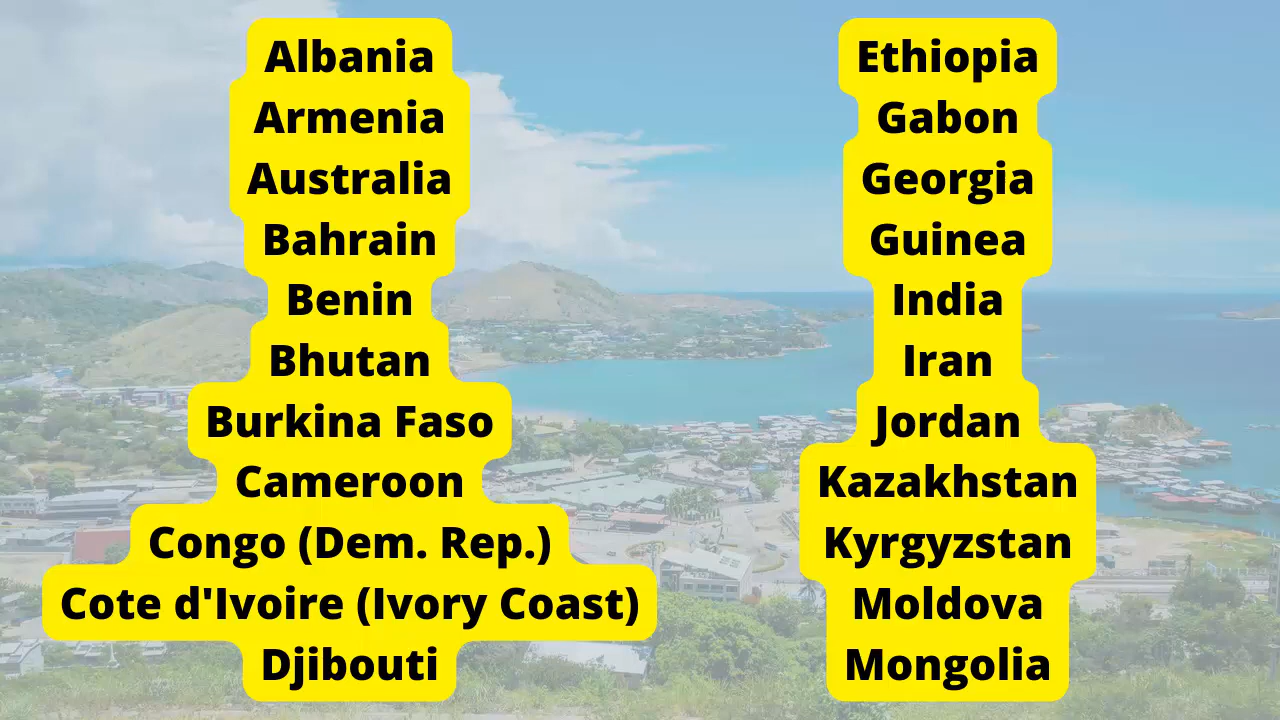 Albania
Armenia
Australia
Bahrain
Benin
Bhutan
Burkina Faso
Cameroon
Congo (Dem. Rep.)
Cote d'Ivoire (Ivory Coast)
Djibouti
Ethiopia
Gabon
Georgia
Guinea
India
Iran
Jordan
Kazakhstan
Kyrgyzstan
Moldova
Mongolia